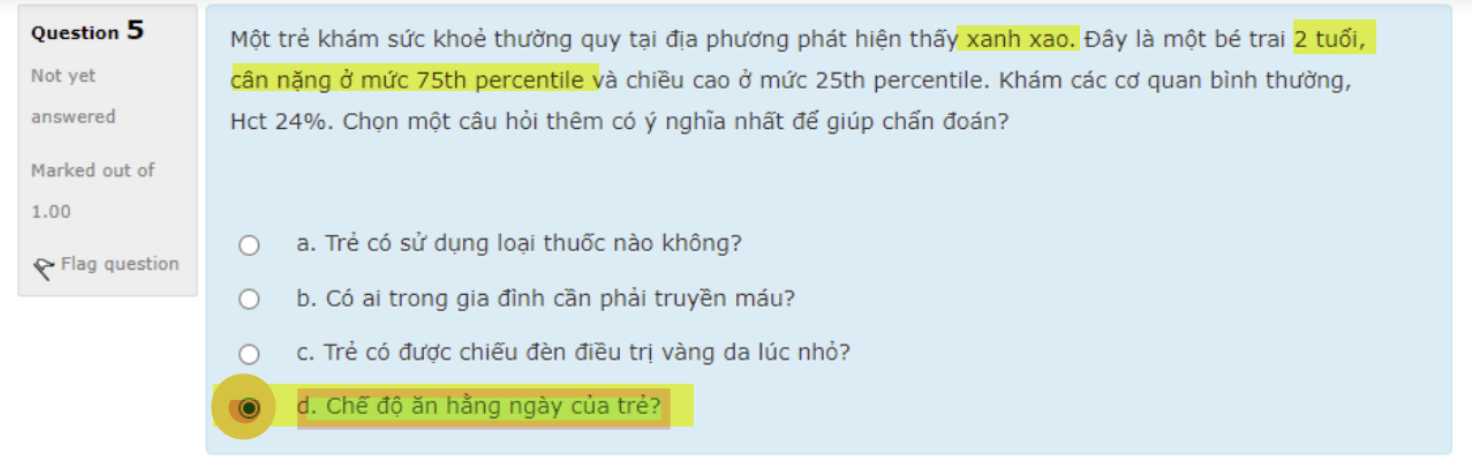 Question 5
Not yet
answered
Marked out of
1.00
Flag question
Một trẻ khám sức khoẻ thường quy tại địa phương phát hiện thấy xanh xao. Đây là một bé trai 2 tuổi,
cân nặng ở mức 75th percentile và chiều cao ở mức 25th percentile. Khám các cơ quan bình thường,
Hct 24%. Chọn một câu hỏi thêm có ý nghĩa nhất để giúp chẩn đoán?
a. Trẻ có sử dụng loại thuốc nào không?
b. Có ai trong gia đình cần phải truyền máu?
c. Trẻ có được chiếu đèn điều trị vàng da lúc nhỏ?
d. Chế độ ăn hằng ngày của trẻ?